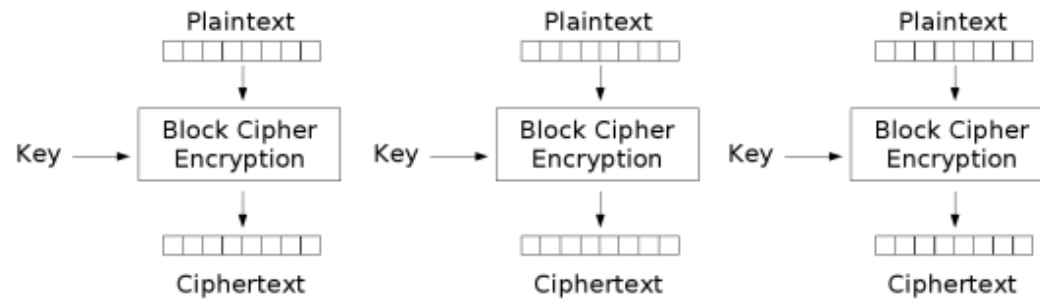 Plaintext Plaintext Plaintext
Key Block Cipher Encryption Key Block Cipher Encryption Key Block Cipher Encryption
Ciphertext Ciphertext Ciphertext